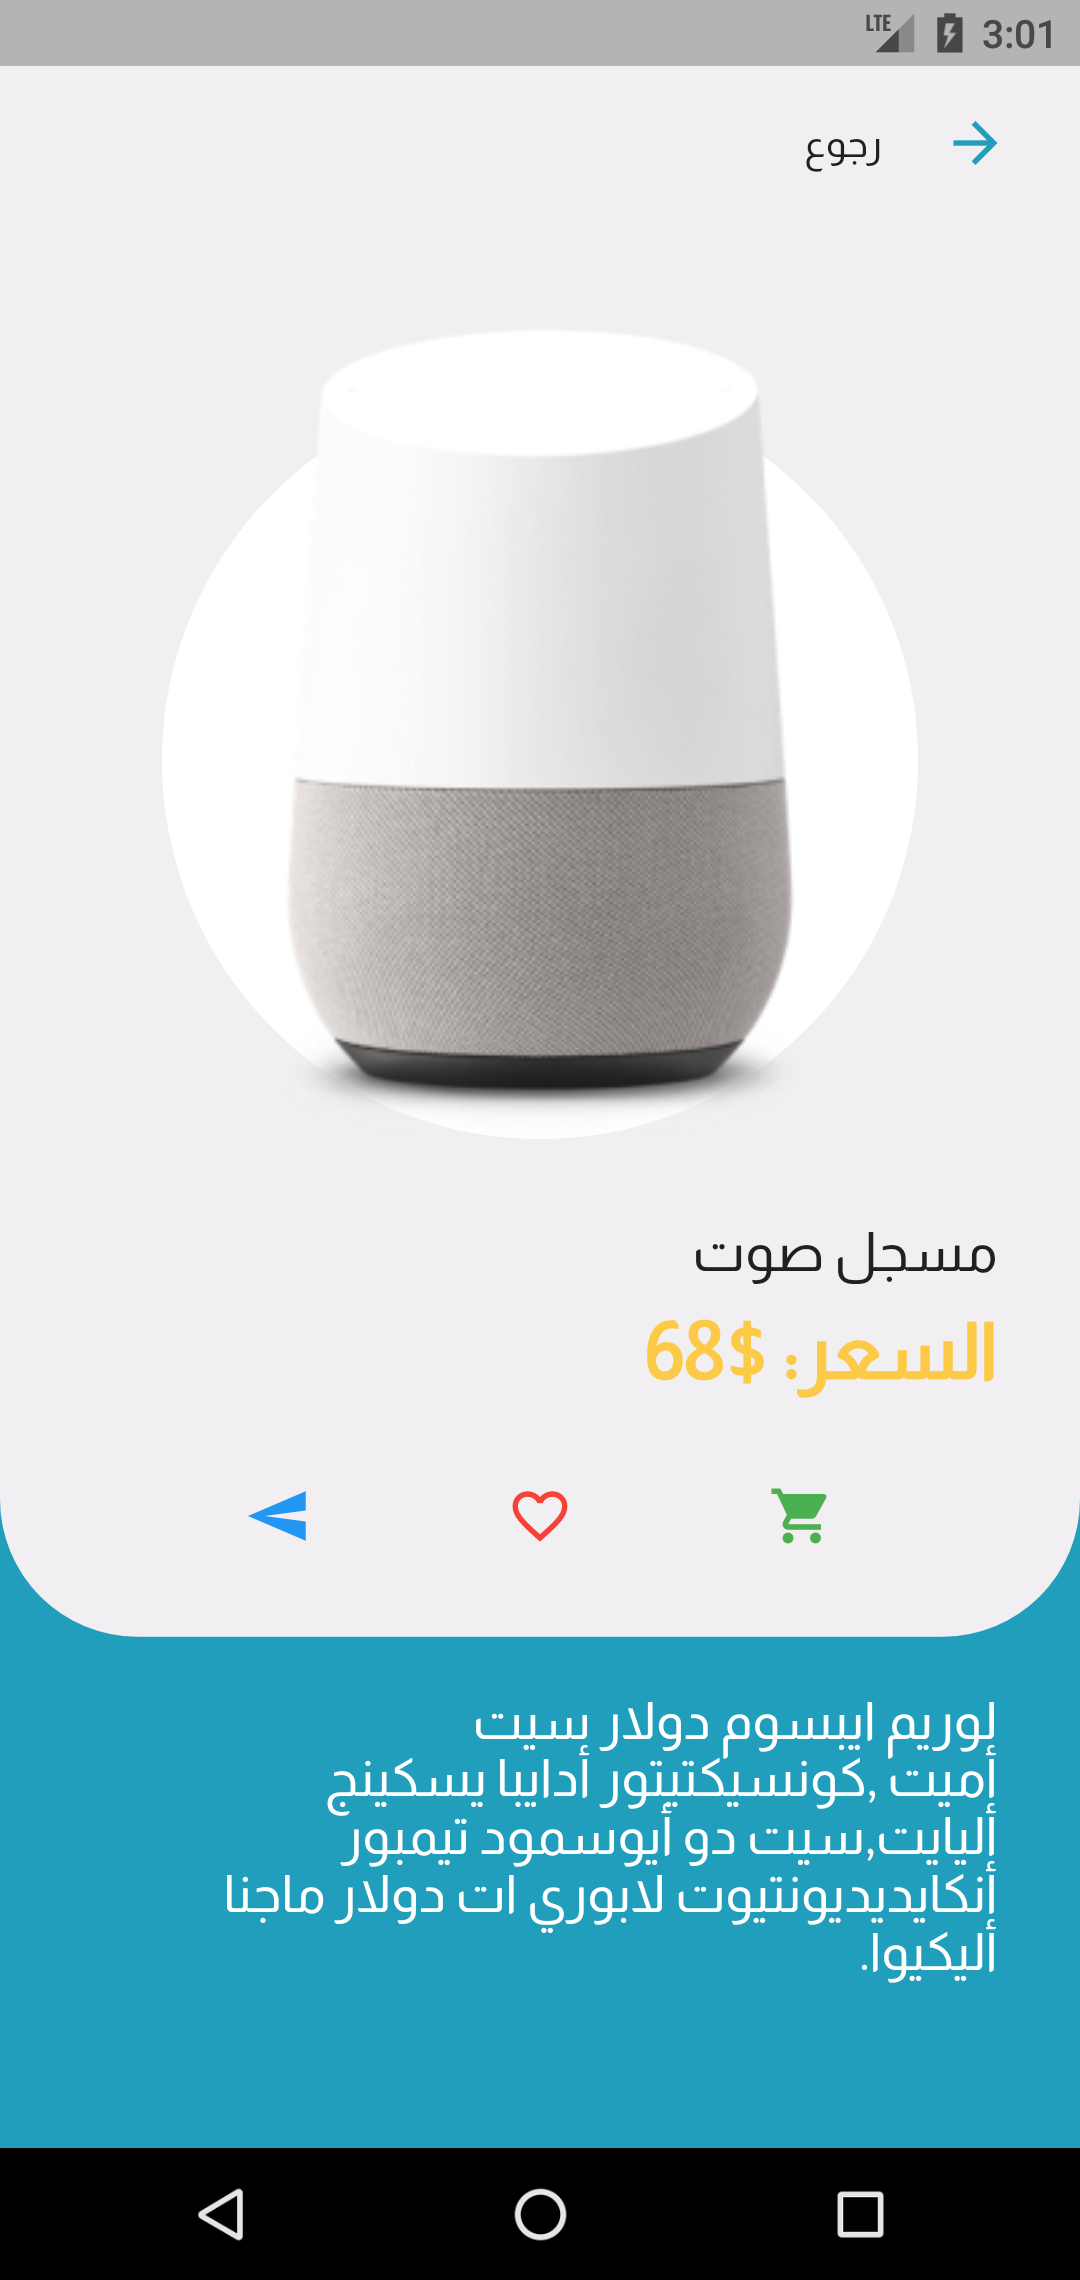 LTE 3:01
رجوع
مسجل صوت
السعر: $68
لوريم ايبسوم دولار سيت
أميت ,كونسيكتيتور أدايبا يسكينج
أليايت,سيت دو أيوسمود تيمبور
أنكايديديونتيوت لابوري ات دولار ماجنا
أليكيوا.